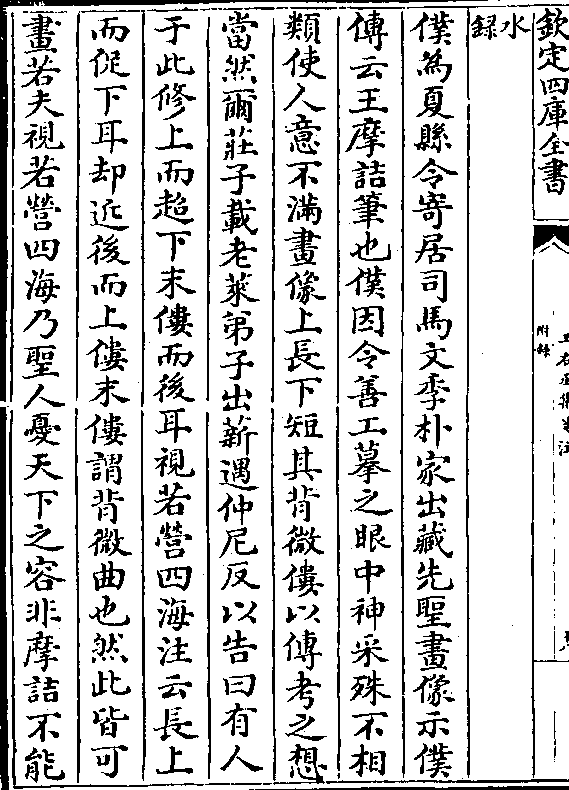 欽定四庫全書
王右丞集箋注
附錄
水
録
僕為夏縣令寄居司馬文季朴家出藏先聖畫像示僕
傳云王摩詰筆也僕因令善工摹之眼中神采殊不相
類使人意不滿畫像上長下短其背微僂以傳考之想
當然爾莊子載老萊弟子出薪遇仲尼反以告曰有人
于此修上而趨下末僂而後耳視若營四海注云長上
而促下耳却近後而上僂末僂謂背微曲也然此皆可
畫若夫視若營四海乃聖人憂天下之容非摩詰不能